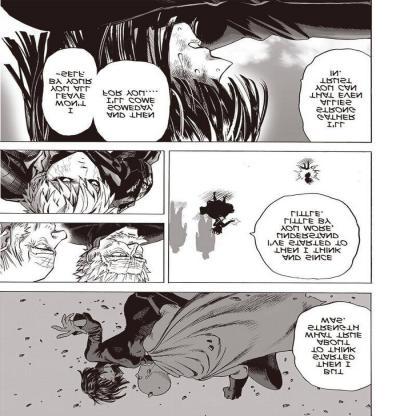 BUT
THEN I
STARTED
TO THINK
ABOUT
WHAT TRUE
STRENGTH
WAS.
AND SINCE
THEN I THINK
I'VE STARTED TO
UNDERSTAND
YOU MORE,
LITTLE BY
LITTLE.
I'LL
GATHER
STRONG
ALLIES
THAT EVEN
YOU CAN
TRUST
IN.
AND THEN
SOMEDAY
I'LL COME
FOR YOU....
I
WON'T
LEAVE
YOU ALL
BY YOUR
-SELF.